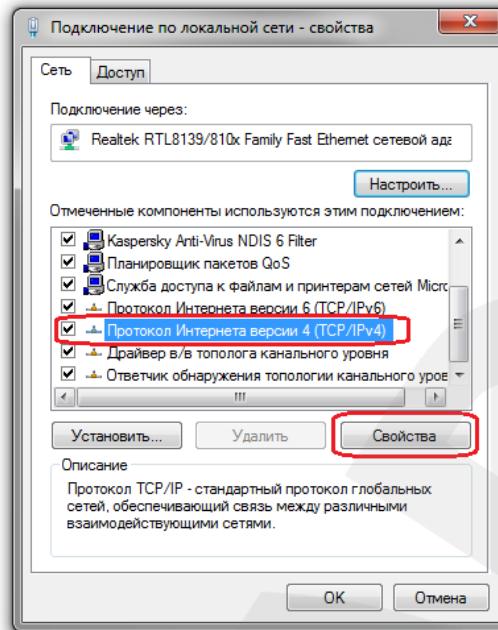 Подключение по локальной сети - свойства
Сеть
Доступ
Подключение через:
Realtek RTL8139/810x Family Fast Ethernet сетевой ада
Настроить...
Отмеченные компоненты используются этим подключением:
Kaspersky Anti-Virus NDIS 6 Filter
Планировщик пакетов QoS
Служба доступа к файлам и принтерам сетей Micro
Протокол Интернета версии 6 (TCP/IPv6)
Протокол Интернета версии 4 (TCP/IPv4)
Драйвер в/в тополога канального уровня
Ответчик обнаружения топологии канального уров
Установить...
Удалить
Свойства
Описание
Протокол TCP/IP - стандартный протокол глобальных
сетей, обеспечивающий связь между различными
взаимодействующими сетями.
OK
Отмена